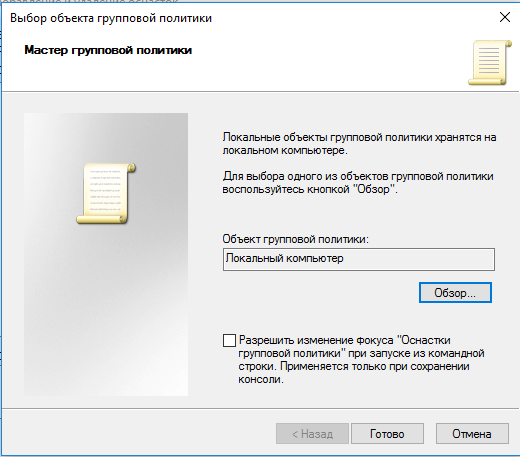 Выбор объекта групповой политики
Мастер групповой политики
Локальные объекты групповой политики хранятся на
локальном компьютере.
Для выбора одного из объектов групповой политики
воспользуйтесь кнопкой "Обзор".
Объект групповой политики:
Локальный компьютер
Обзор...
Разрешить изменение фокуса "Оснастки
групповой политики" при запуске из командной
строки. Применяется только при сохранении
консоли.
< Назад Готово Отмена